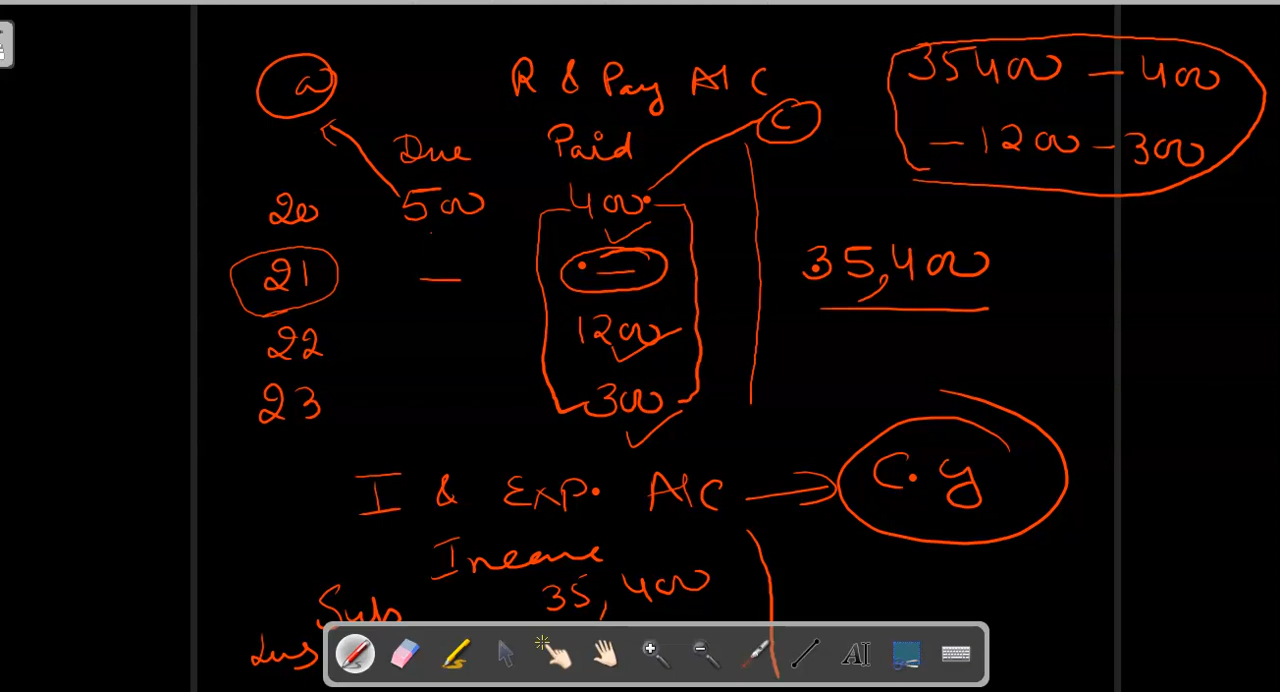 a R & Pay A/C 35400 - 400
Due Paid C - 1200 - 300
20 500 400
21 — — 35,400
22 1200
23 300
I & EXP. A/C ⇒ C.y
Income
35,400
Sub
AI